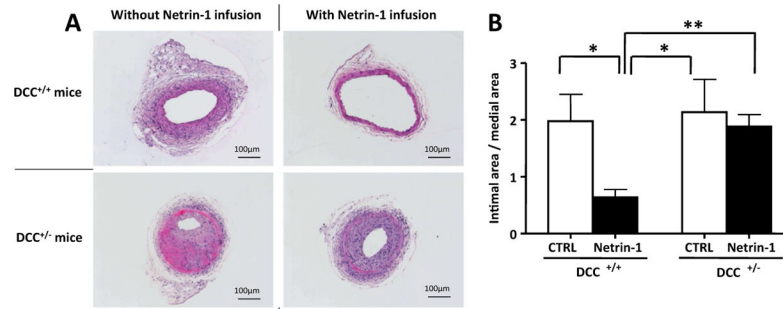 A
Without Netrin-1 infusion
With Netrin-1 infusion
DCC+/+ mice
100µm
100µm
DCC+/- mice
100µm
100µm
B
**
*
*
Intimal area / medial area
3
2
1
0
CTRL Netrin-1 CTRL Netrin-1
DCC +/+ DCC +/-